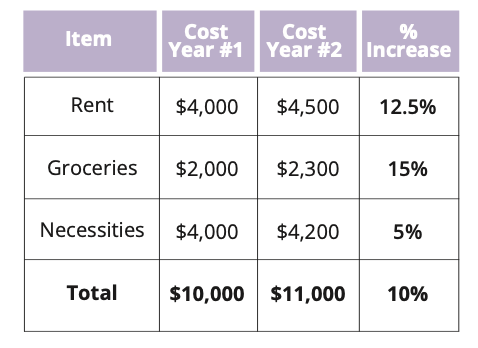 Item Cost Year #1 Cost Year #2 % Increase
Rent $4,000 $4,500 12.5%
Groceries $2,000 $2,300 15%
Necessities $4,000 $4,200 5%
Total $10,000 $11,000 10%